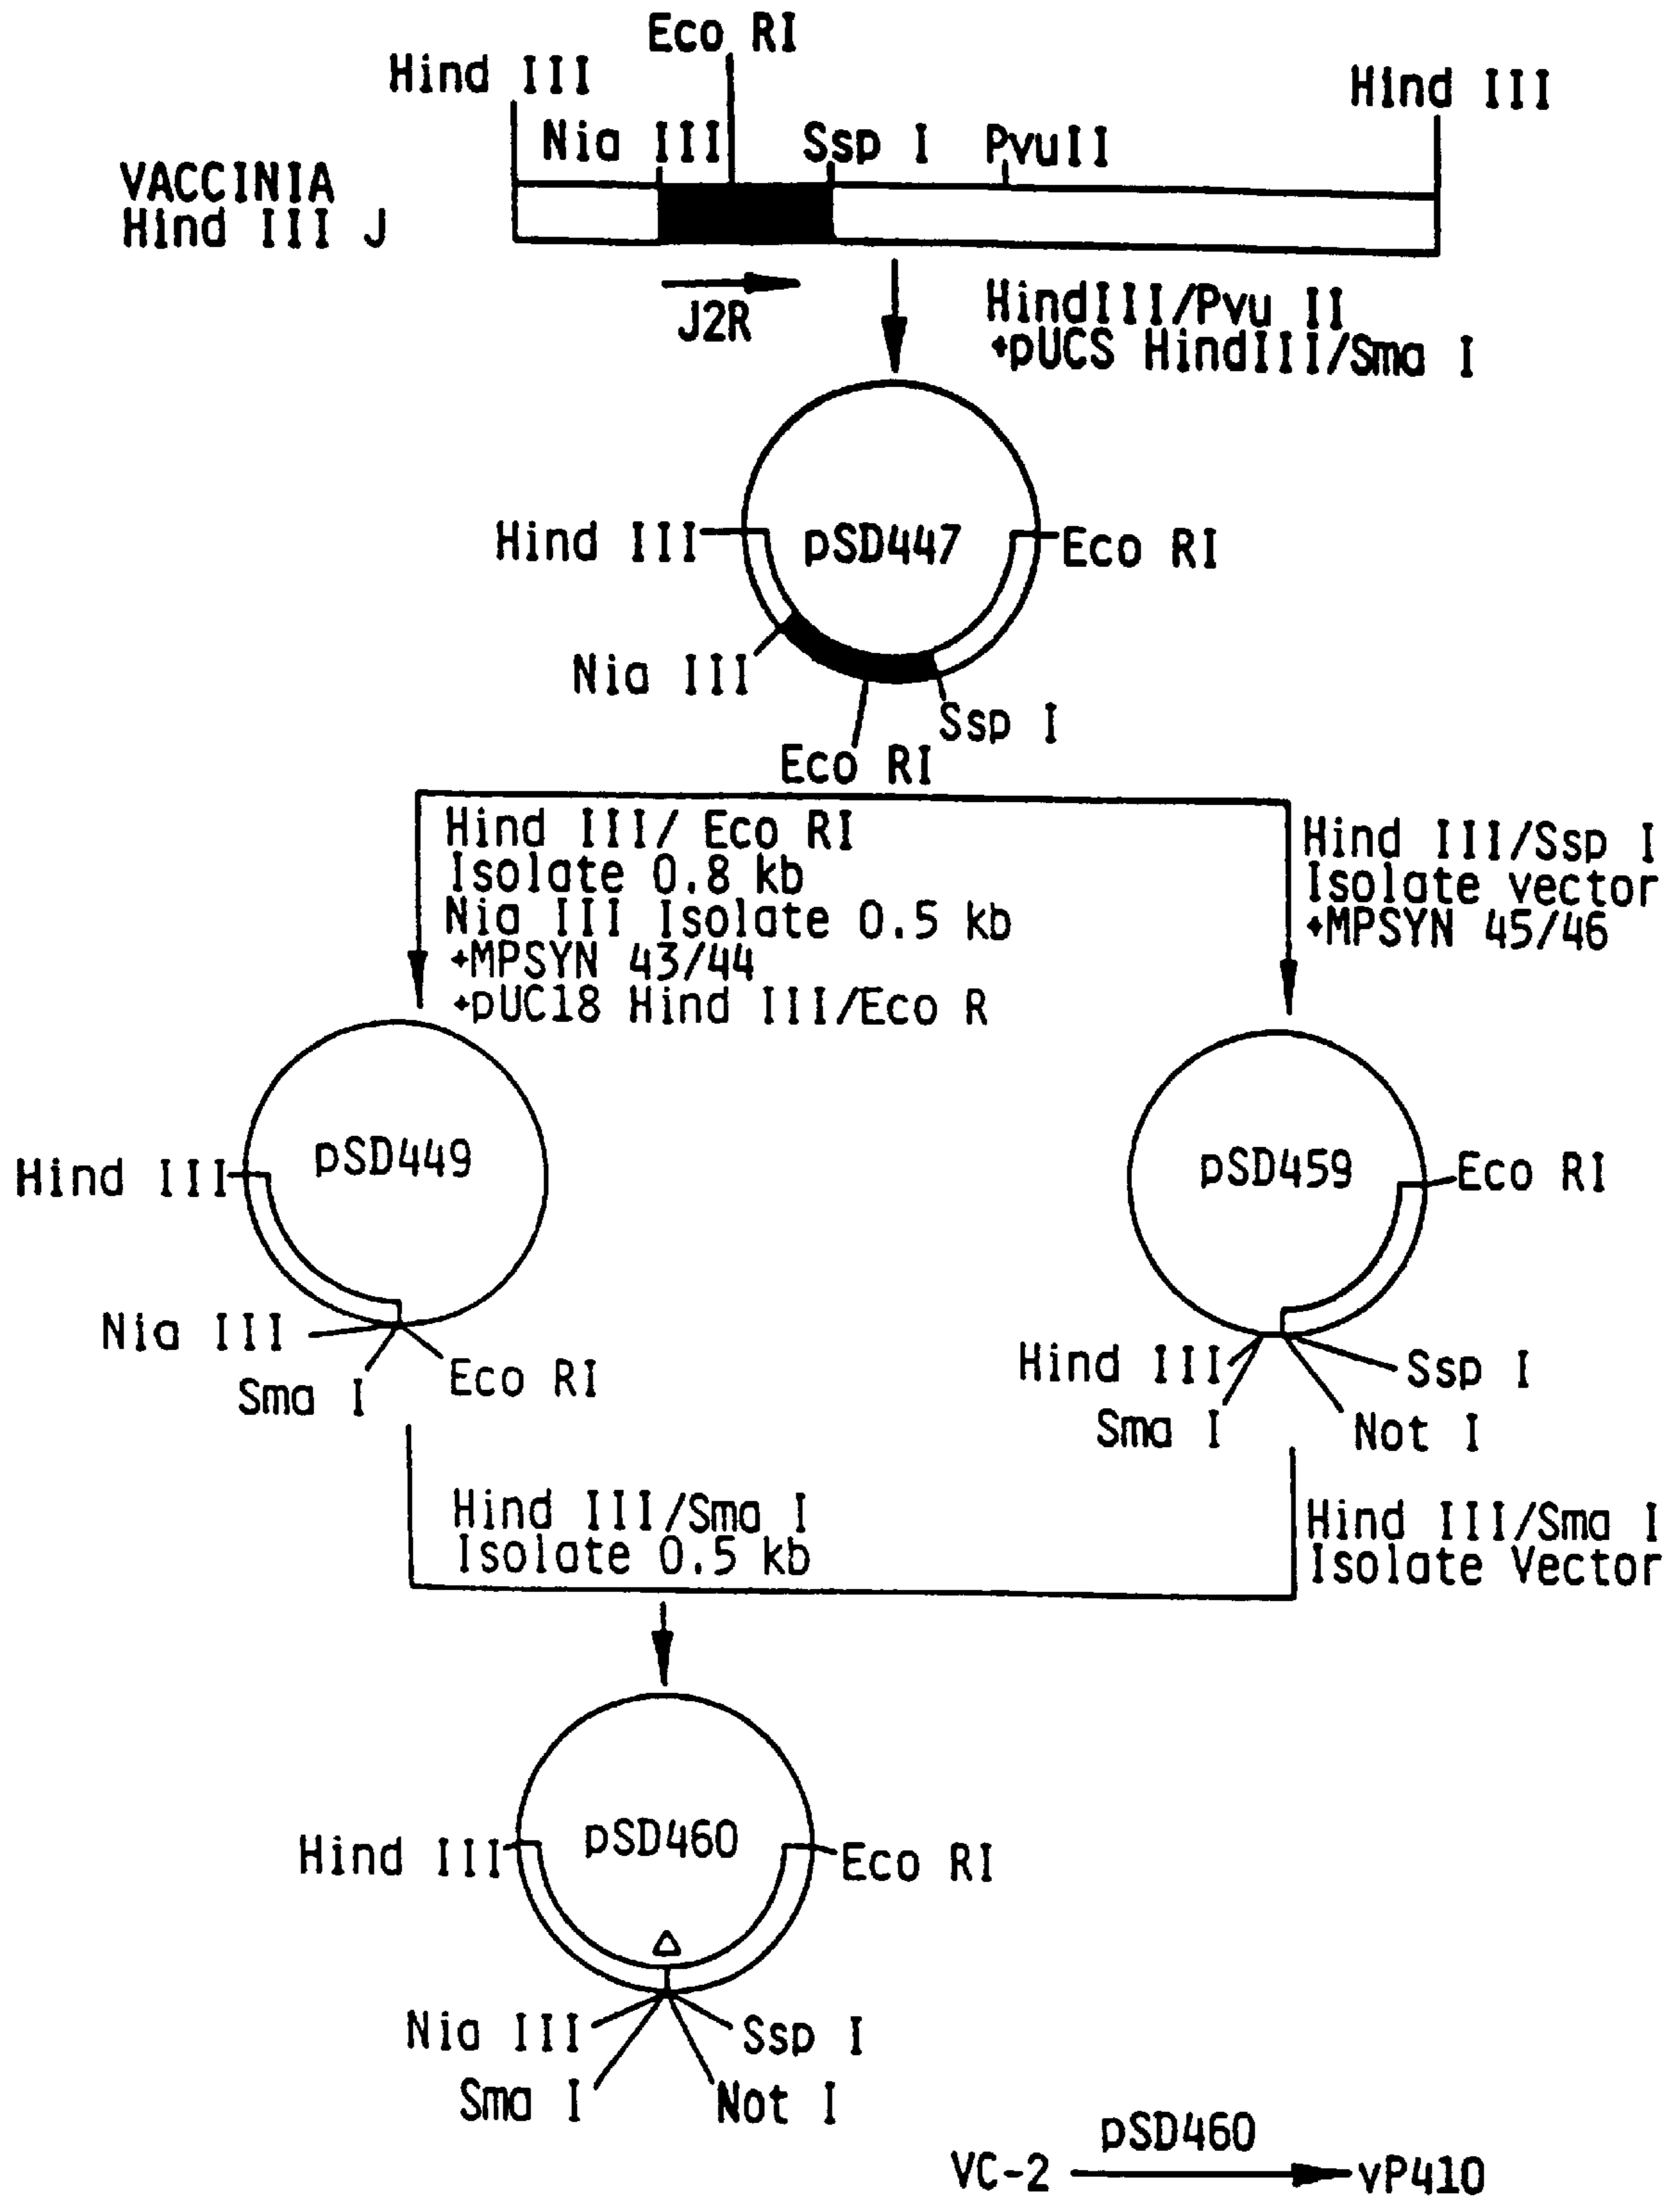 Eco RI
Hind III
Hind III
Nia III
Ssp I
PvuII
VACCINIA
Hind III J
J2R
HindIII/Pvu II
+pUCS HindIII/Sma I
pSD447
Hind III
Eco RI
Nia III
Ssp I
Eco RI
Hind III/ Eco RI
Isolate 0.8 kb
Nia III Isolate 0.5 kb
+MPSYN 43/44
+pUC18 Hind III/Eco R
Hind III/Ssp I
Isolate vector
+MPSYN 45/46
pSD449
Hind III
Nia III
Sma I
Eco RI
pSD459
Eco RI
Hind III
Sma I
Ssp I
Not I
Hind III/Sma I
Isolate 0.5 kb
Hind III/Sma I
Isolate Vector
pSD460
Hind III
Eco RI
Δ
Nia III
Sma I
Ssp I
Not I
pSD460
VC-2
vP410